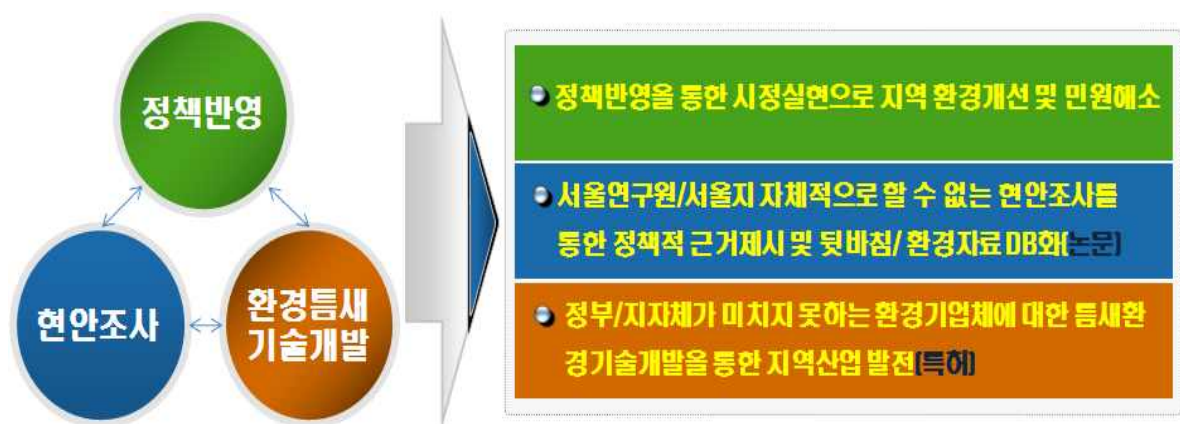 정책반영
현안조사
환경틈새
기술개발
정책반영을 통한 시정실현으로 지역 환경개선 및 민원해소
서울연구원/서울지 자체적으로 할 수 없는 현안조사를
통한 정책적 근거제시 및 뒷바침/ 환경자료 DB화(논문)
정부/지자체가 미치지 못하는 환경기업체에 대한 틈새환
경기술개발을 통한 지역산업 발전(특허)